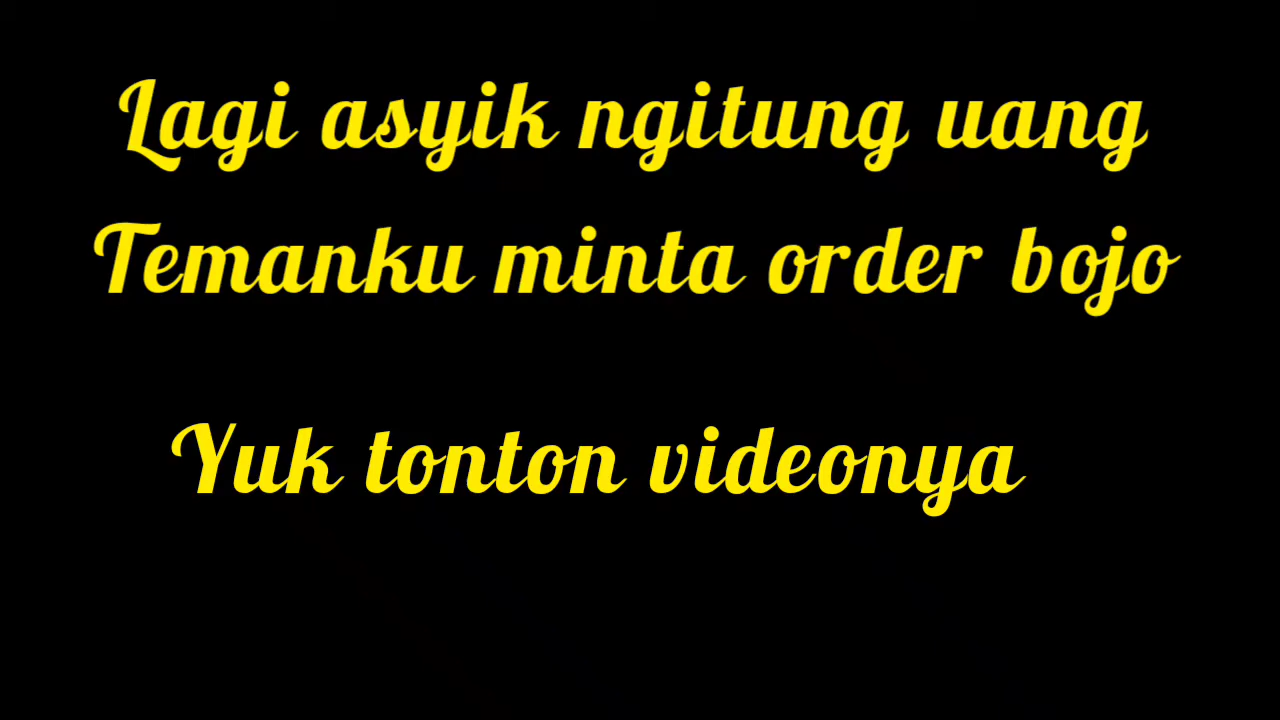 Lagi asyik ngitung uang
Temanku minta order bojo
Yuk tonton videonya